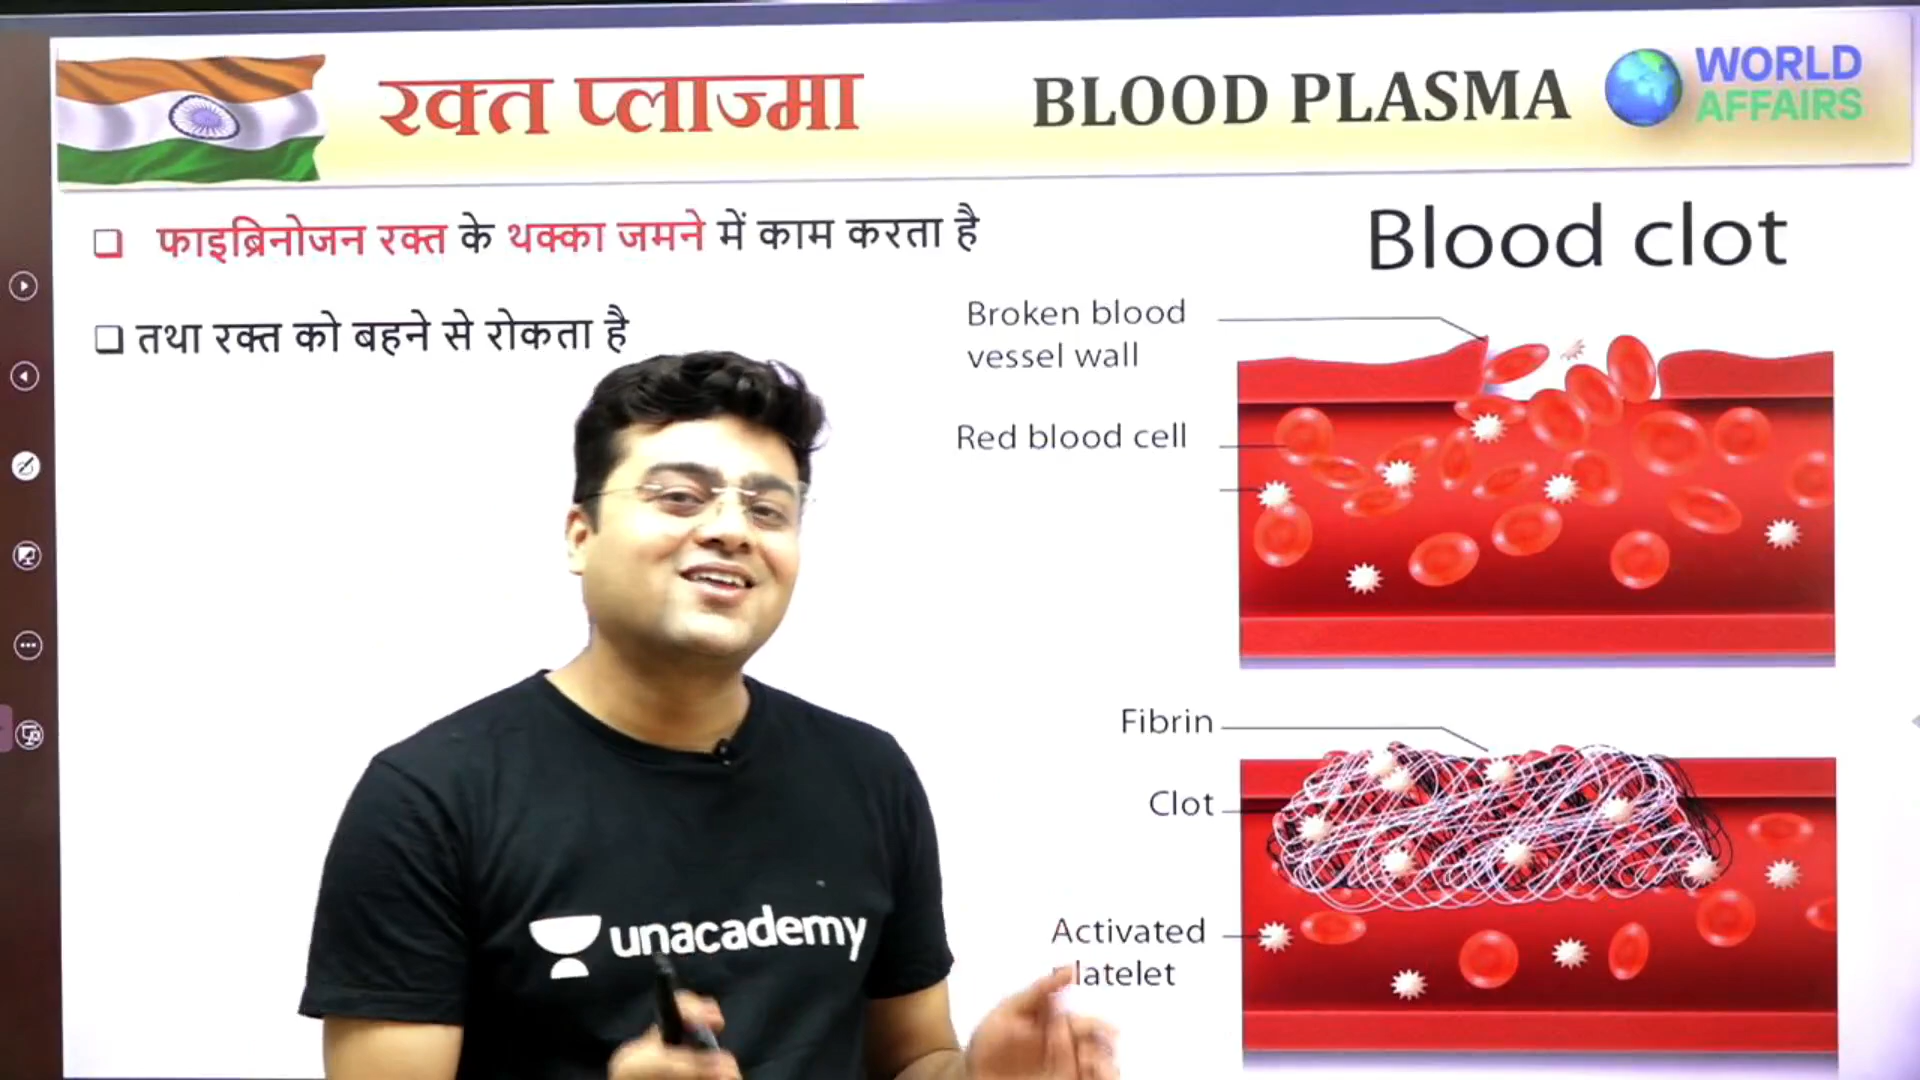 रक्त प्लाज्मा
BLOOD PLASMA
WORLD
AFFAIRS
❑ फाइब्रिनोजन रक्त के थक्का जमने में काम करता है
❑ तथा रक्त को बहने से रोकता है
Blood clot
Broken blood
vessel wall
Red blood cell
Fibrin
Clot
Activated
latelet
unacademy